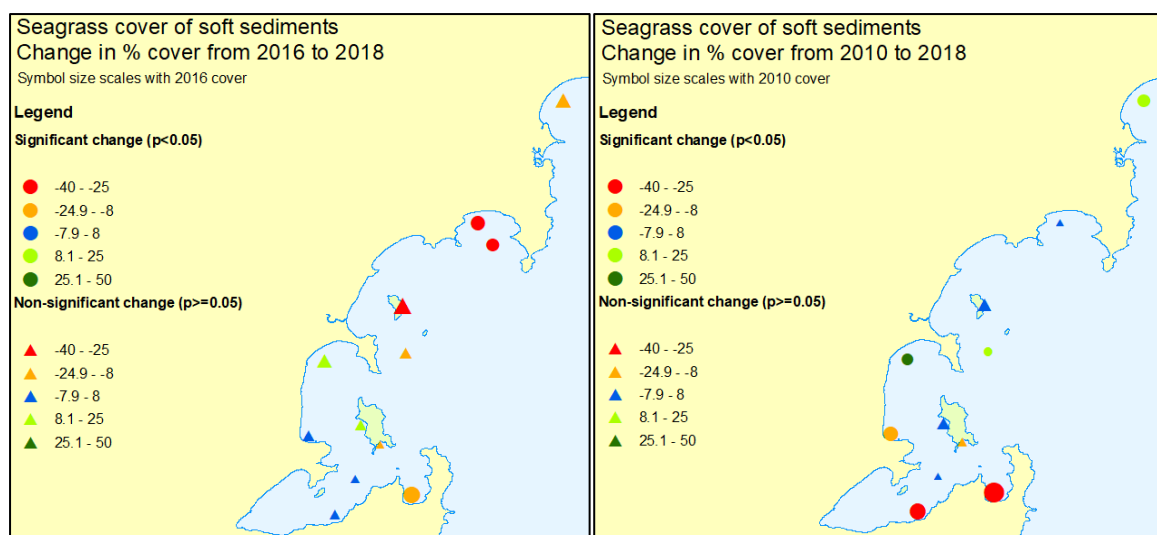 Seagrass cover of soft sediments
Change in % cover from 2016 to 2018
Symbol size scales with 2016 cover
Legend
Significant change (p<0.05)
-40 - -25
-24.9 - -8
-7.9 - 8
8.1 - 25
25.1 - 50
Non-significant change (p>=0.05)
-40 - -25
-24.9 - -8
-7.9 - 8
8.1 - 25
25.1 - 50
Seagrass cover of soft sediments
Change in % cover from 2010 to 2018
Symbol size scales with 2010 cover
Legend
Significant change (p<0.05)
-40 - -25
-24.9 - -8
-7.9 - 8
8.1 - 25
25.1 - 50
Non-significant change (p>=0.05)
-40 - -25
-24.9 - -8
-7.9 - 8
8.1 - 25
25.1 - 50